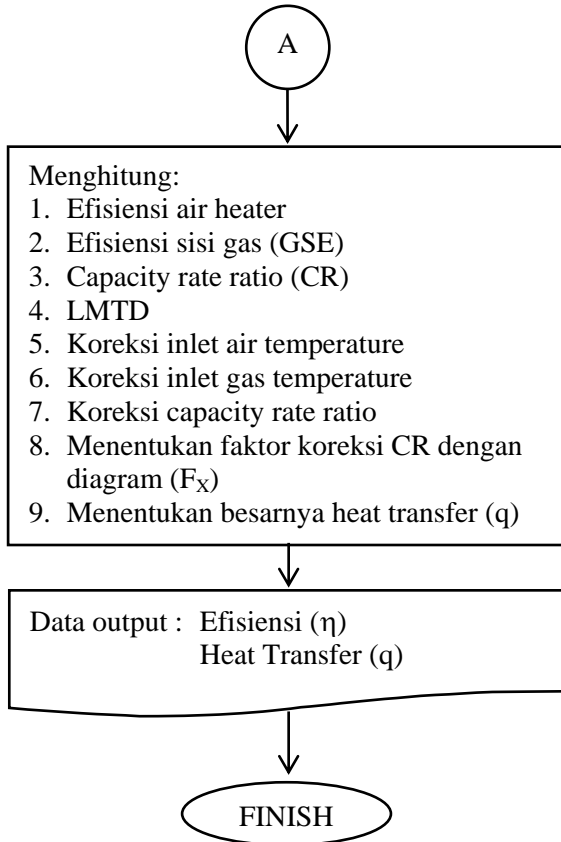 A
Menghitung:
1. Efisiensi air heater
2. Efisiensi sisi gas (GSE)
3. Capacity rate ratio (CR)
4. LMTD
5. Koreksi inlet air temperature
6. Koreksi inlet gas temperature
7. Koreksi capacity rate ratio
8. Menentukan faktor koreksi CR dengan
diagram (F<sub>X</sub>)
9. Menentukan besarnya heat transfer (q)
Data output : Efisiensi (η)
Heat Transfer (q)
FINISH